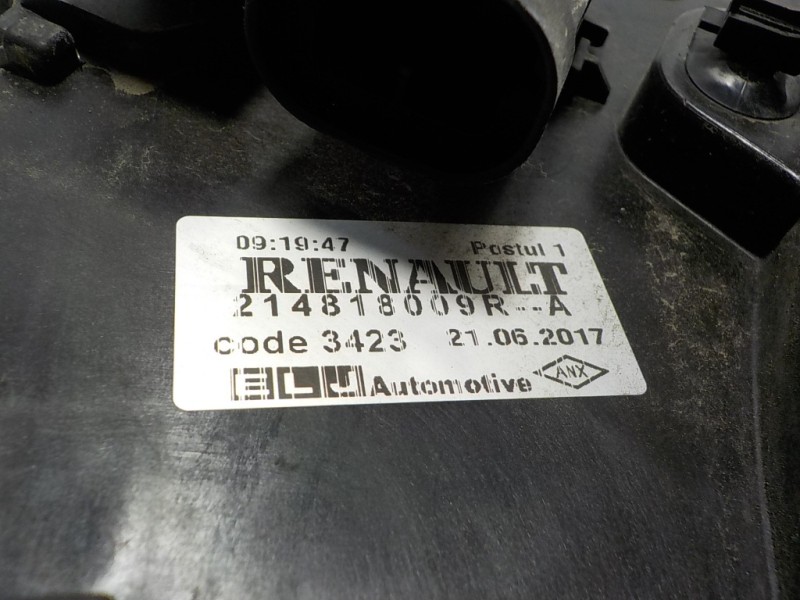 09:19:47 Postul 1
RENAULT
214818009R--A
code 3423 21.06.2017
ELJ Automotive ANX